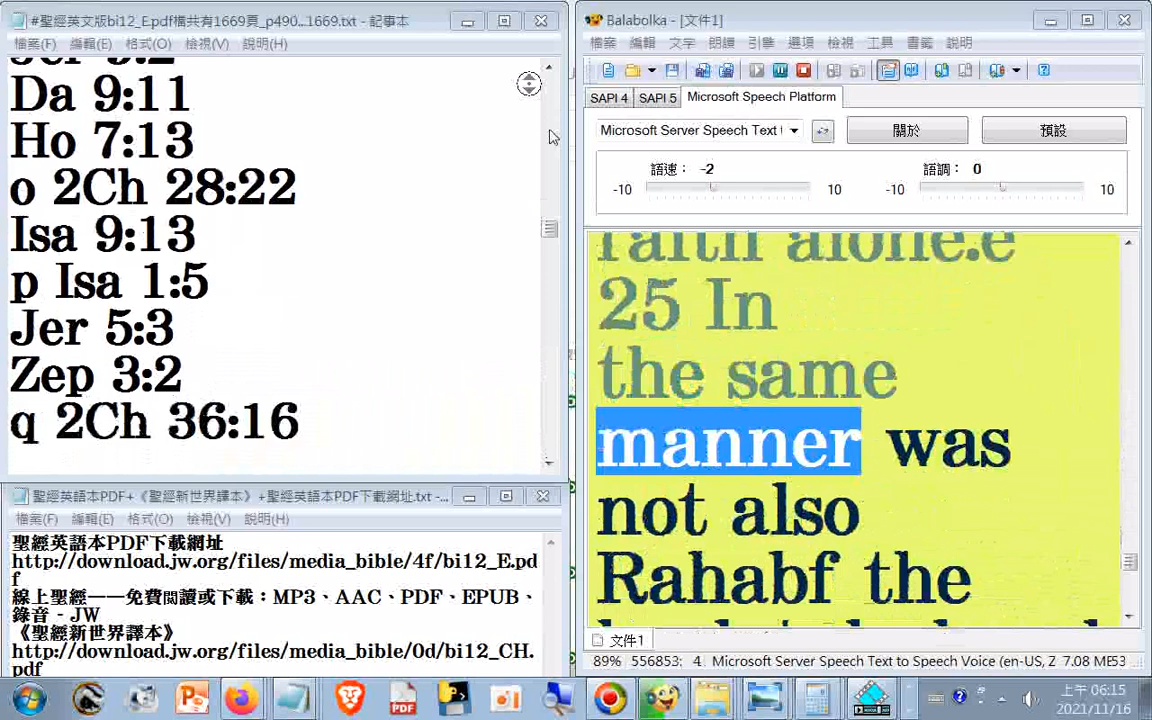 #聖經英文版bi12_Epdf檔共有1669頁_p490...1669.txt - 記事本
檔案(F) 編輯(E) 格式(O) 檢視(V) 說明(H)
Da 9:11
Ho 7:13
o 2Ch 28:22
Isa 9:13
p Isa 1:5
Jer 5:3
Zep 3:2
q 2Ch 36:16
聖經英語本PDF+《聖經新世界譯本》+聖經英語本PDF下載網址.txt -...
檔案(F) 編輯(E) 格式(O) 檢視(V) 說明(H)
聖經英語本PDF下載網址
http://download.jw.org/files/media_bible/4f/bi12_E.pd
f
線上聖經——免費閱讀或下載：MP3、AAC、PDF、EPUB、
錄音 - JW
《聖經新世界譯本》
http://download.jw.org/files/media_bible/0d/bi12_CH.
pdf
Balabolka - [文件1]
檔案 編輯 文字 朗讀 引擎 選項 檢視 工具 書籤 說明
SAPI 4 SAPI 5 Microsoft Speech Platform
Microsoft Server Speech Text 關於 預設
語速： -2 語調： 0
-10 10 -10 10
faith alone.e
25 In
the same
manner was
not also
Rahabf the
文件1
89% 556853: 4 Microsoft Server Speech Text to Speech Voice (en-US, Z 7.08 ME53
上午 06:15
2021/11/16